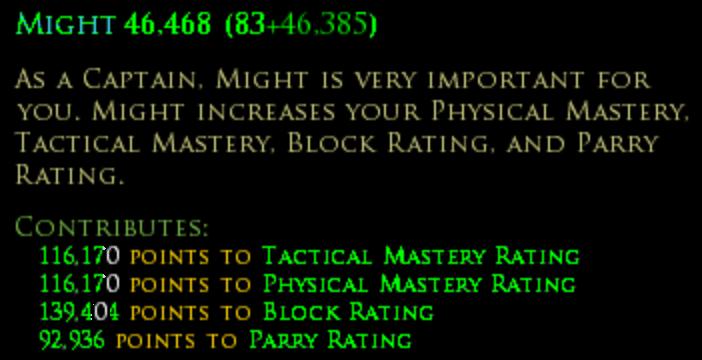 Might 46,468 (83+46,385)
As a Captain, Might is very important for
you. Might increases your Physical Mastery,
Tactical Mastery, Block Rating, and Parry
Rating.
Contributes:
116,170 points to Tactical Mastery Rating
116,170 points to Physical Mastery Rating
139,404 points to Block Rating
92,936 points to Parry Rating